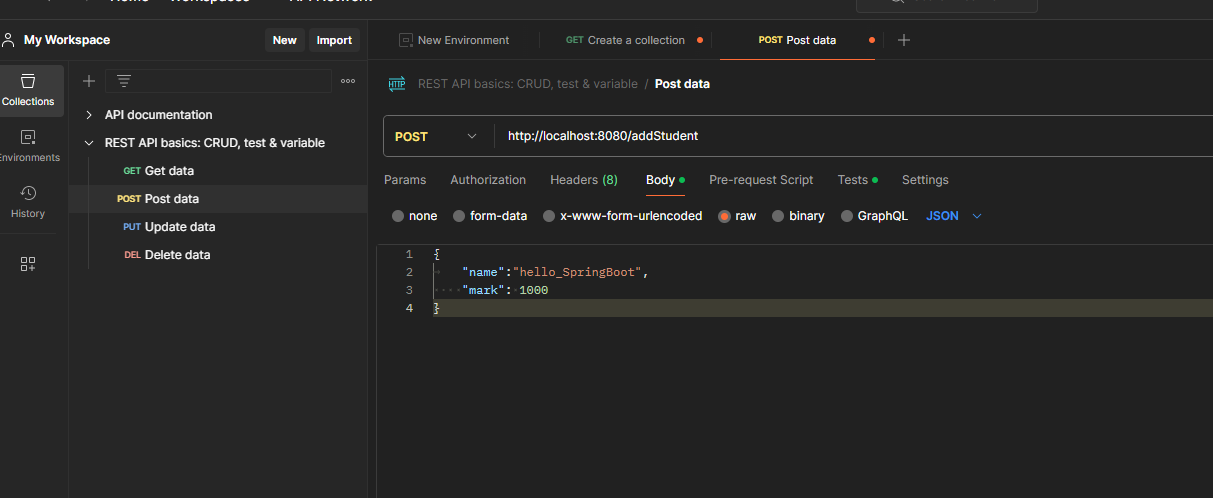 My Workspace
New
Import
New Environment
GET Create a collection
POST Post data
Collections
Environments
History
API documentation
REST API basics: CRUD, test & variable
GET Get data
POST Post data
PUT Update data
DEL Delete data
HTTP REST API basics: CRUD, test & variable / Post data
POST
http://localhost:8080/addStudent
Params
Authorization
Headers (8)
Body
Pre-request Script
Tests
Settings
none
form-data
x-www-form-urlencoded
raw
binary
GraphQL
JSON
1 {
2 "name":"hello_SpringBoot",
3 "mark": 1000
4 }